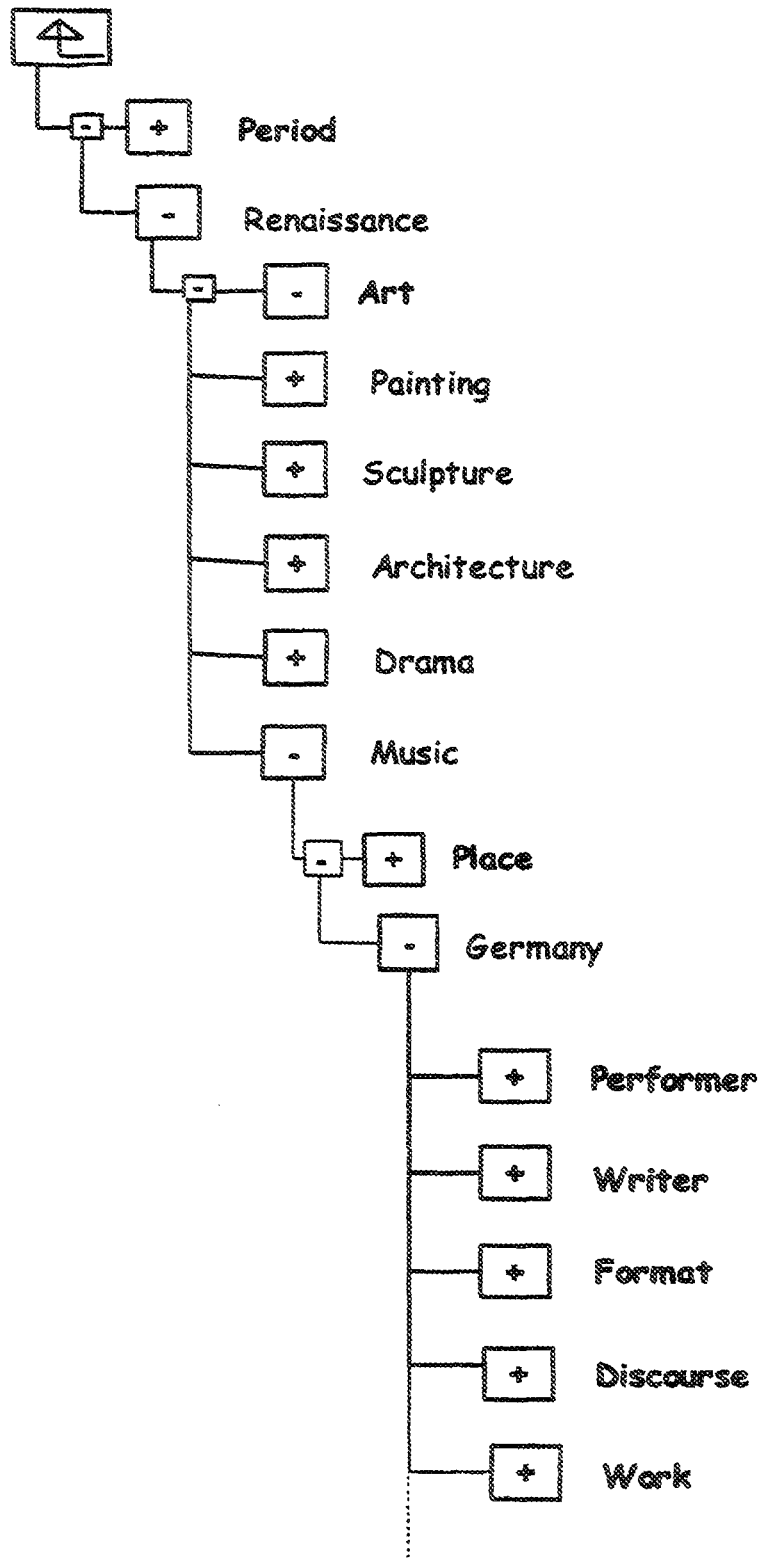 - + Period
- Renaissance
- - Art
+ Painting
+ Sculpture
+ Architecture
+ Drama
- Music
- + Place
- Germany
+ Performer
+ Writer
+ Format
+ Discourse
+ Work